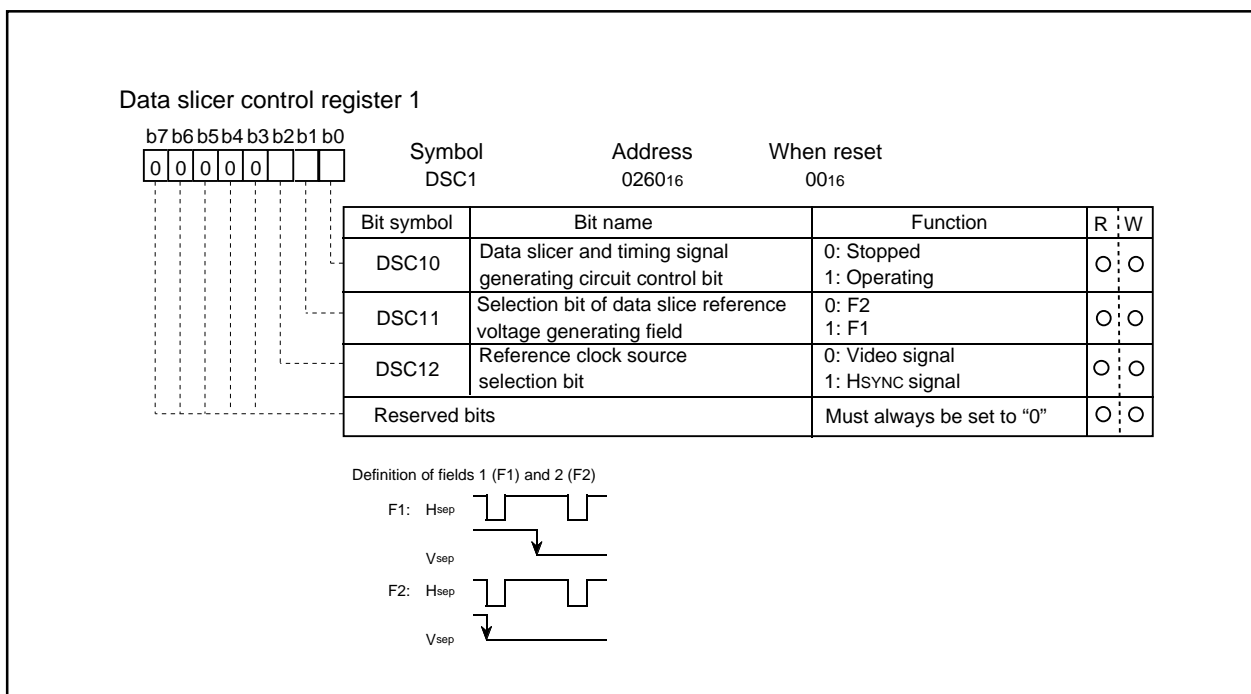 Data slicer control register 1
b7 b6 b5 b4 b3 b2 b1 b0
0 0 0 0 0
Symbol Address When reset
DSC1 026016 0016
Bit symbol Bit name Function R W
DSC10 Data slicer and timing signal generating circuit control bit 0: Stopped 1: Operating O O
DSC11 Selection bit of data slice reference voltage generating field 0: F2 1: F1 O O
DSC12 Reference clock source selection bit 0: Video signal 1: HSYNC signal O O
Reserved bits Must always be set to “0” O O
Definition of fields 1 (F1) and 2 (F2)
F1: Hsep
Vsep
F2: Hsep
Vsep